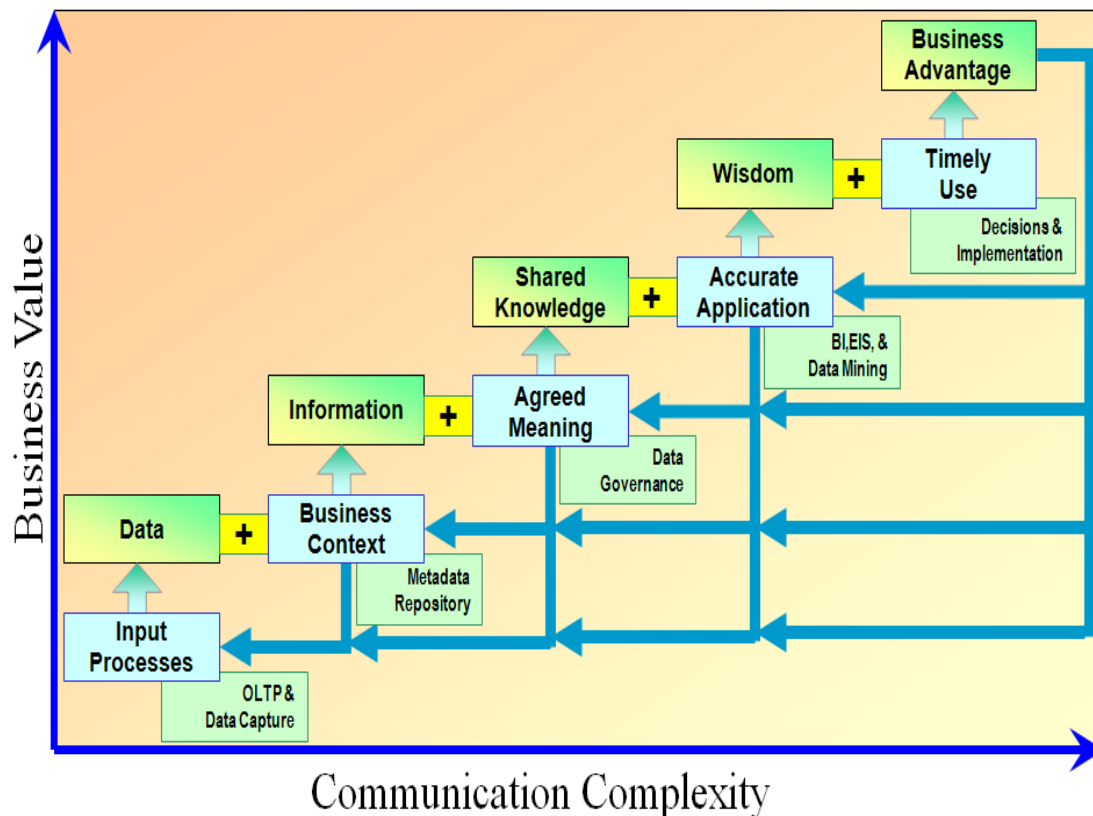 Business Value
Business
Advantage
Wisdom
+
Timely
Use
Decisions &
Implementation
Shared
Knowledge
+
Accurate
Application
BI,EIS, &
Data Mining
Information
+
Agreed
Meaning
Data
Governance
Data
+
Business
Context
Metadata
Repository
Input
Processes
OLTP &
Data Capture
Communication Complexity